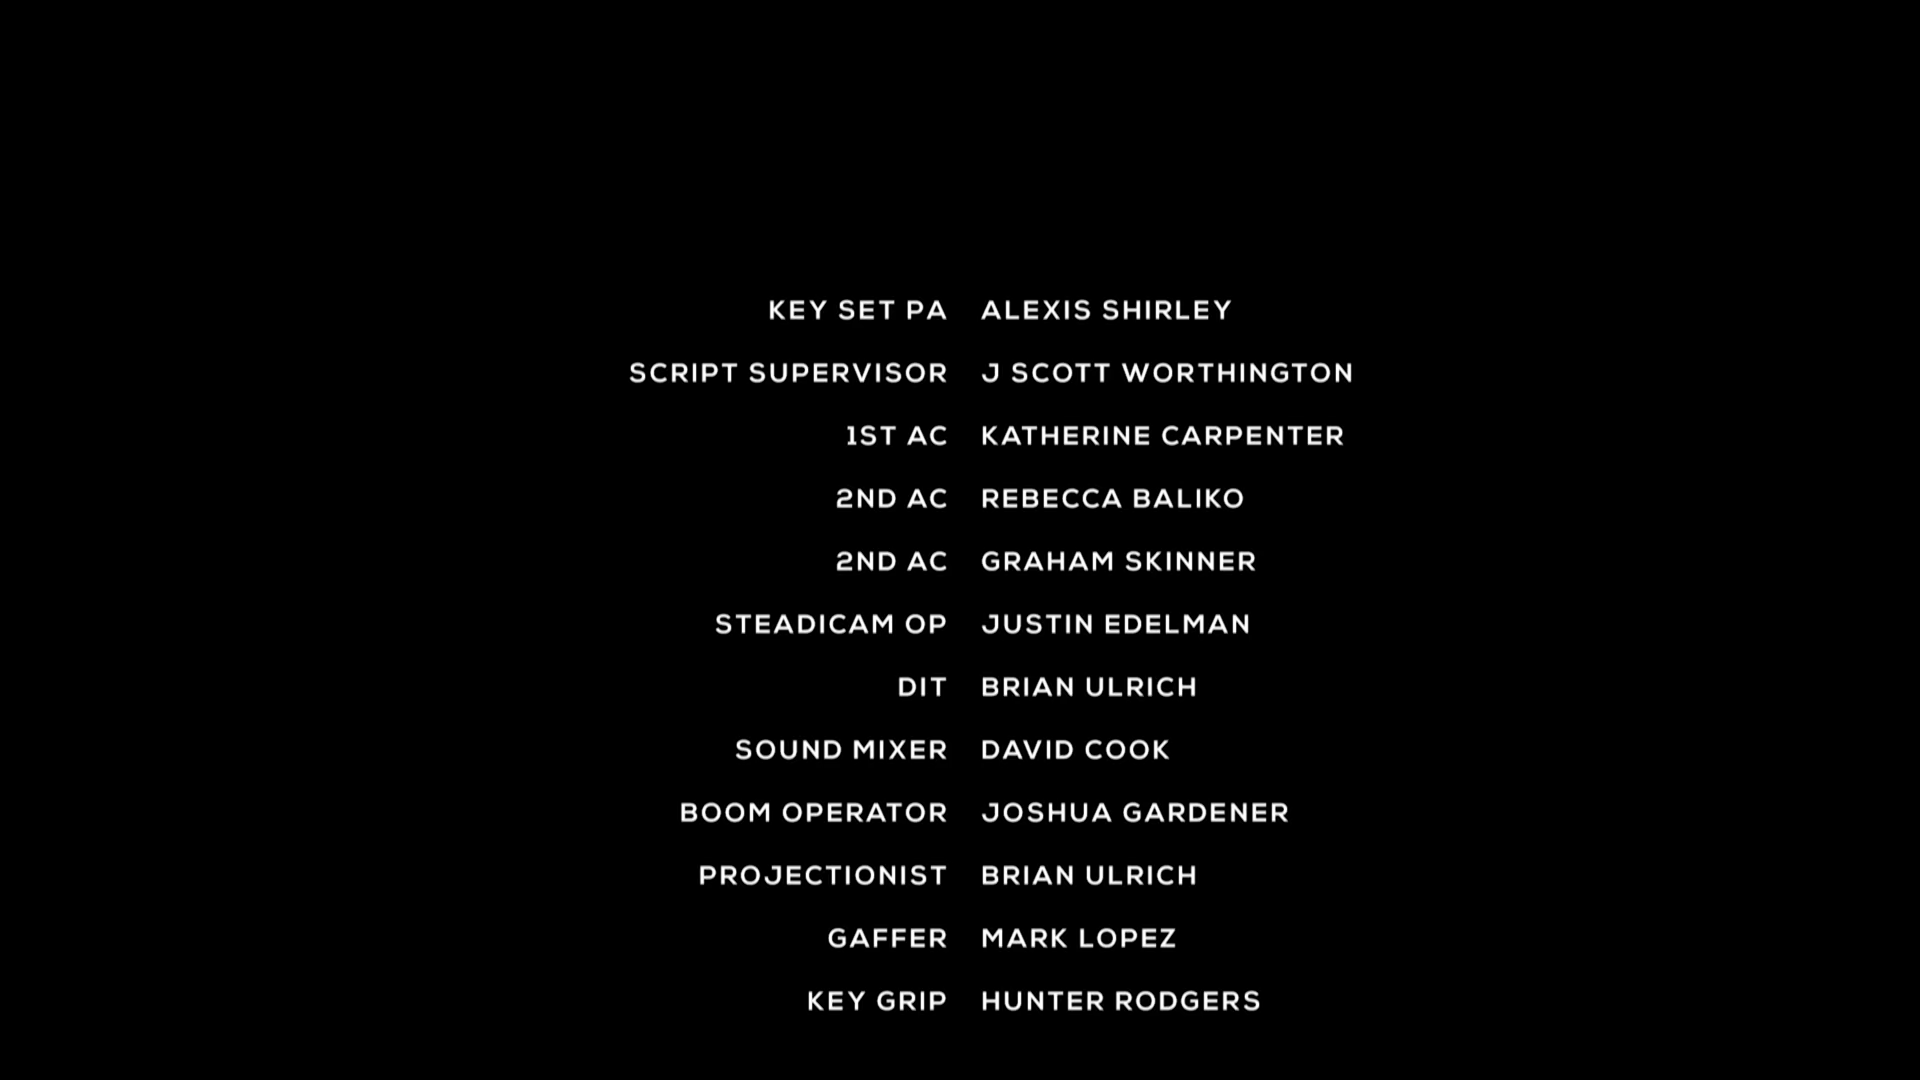 KEY SET PA ALEXIS SHIRLEY
SCRIPT SUPERVISOR J SCOTT WORTHINGTON
1ST AC KATHERINE CARPENTER
2ND AC REBECCA BALIKO
2ND AC GRAHAM SKINNER
STEADICAM OP JUSTIN EDELMAN
DIT BRIAN ULRICH
SOUND MIXER DAVID COOK
BOOM OPERATOR JOSHUA GARDENER
PROJECTIONIST BRIAN ULRICH
GAFFER MARK LOPEZ
KEY GRIP HUNTER RODGERS